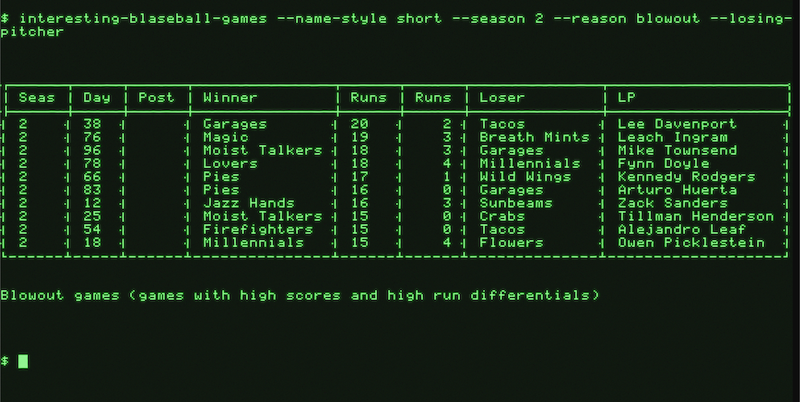 $ interesting-blaseball-games --name-style short --season 2 --reason blowout --losing-
pitcher
Seas Day Post Winner Runs Runs Loser LP
2 38 Garages 20 2 Tacos Lee Davenport
2 76 Magic 19 3 Breath Mints Leach Ingram
2 96 Moist Talkers 18 3 Garages Mike Townsend
2 78 Lovers 18 4 Millennials Fynn Doyle
2 66 Pies 17 1 Wild Wings Kennedy Rodgers
2 83 Pies 16 0 Garages Arturo Huerta
2 12 Jazz Hands 16 3 Sunbeams Zack Sanders
2 25 Moist Talkers 15 0 Crabs Tillman Henderson
2 54 Firefighters 15 0 Tacos Alejandro Leaf
2 18 Millennials 15 4 Flowers Owen Picklestein
Blowout games (games with high scores and high run differentials)
$